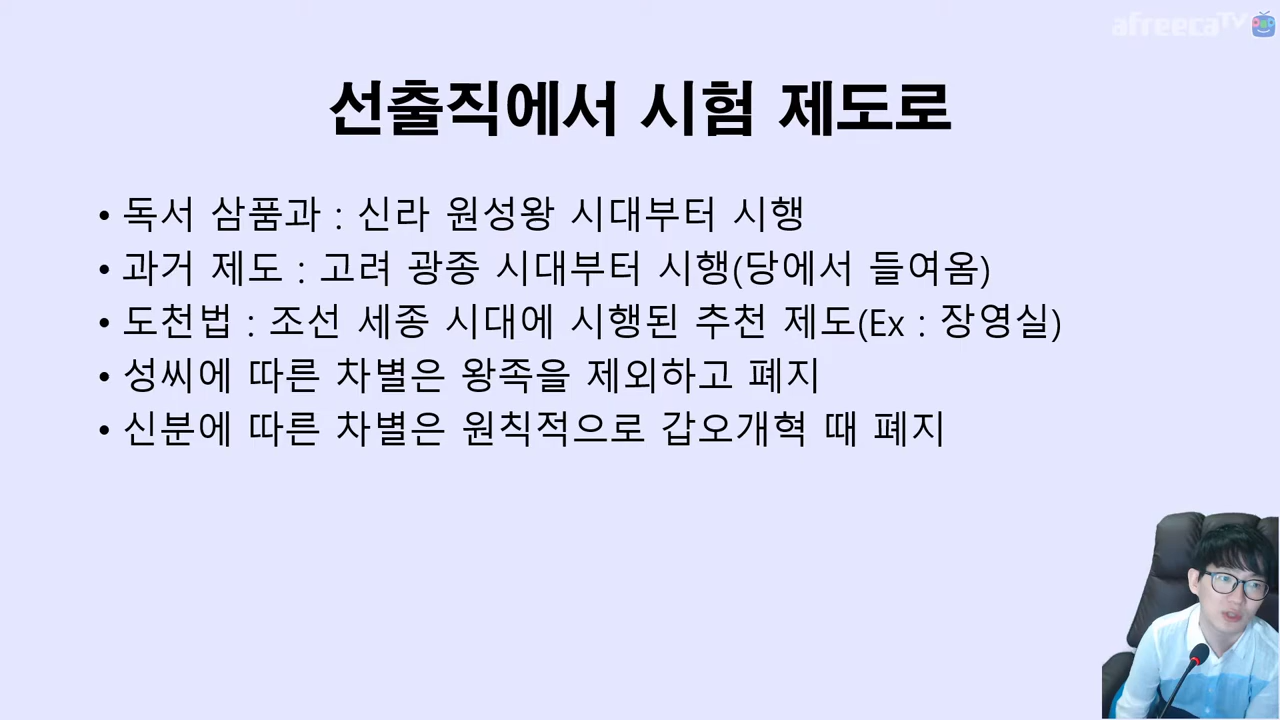 afreecaTV
선출직에서 시험 제도로
• 독서 삼품과 : 신라 원성왕 시대부터 시행
• 과거 제도 : 고려 광종 시대부터 시행(당에서 들여옴)
• 도천법 : 조선 세종 시대에 시행된 추천 제도(Ex : 장영실)
• 성씨에 따른 차별은 왕족을 제외하고 폐지
• 신분에 따른 차별은 원칙적으로 갑오개혁 때 폐지